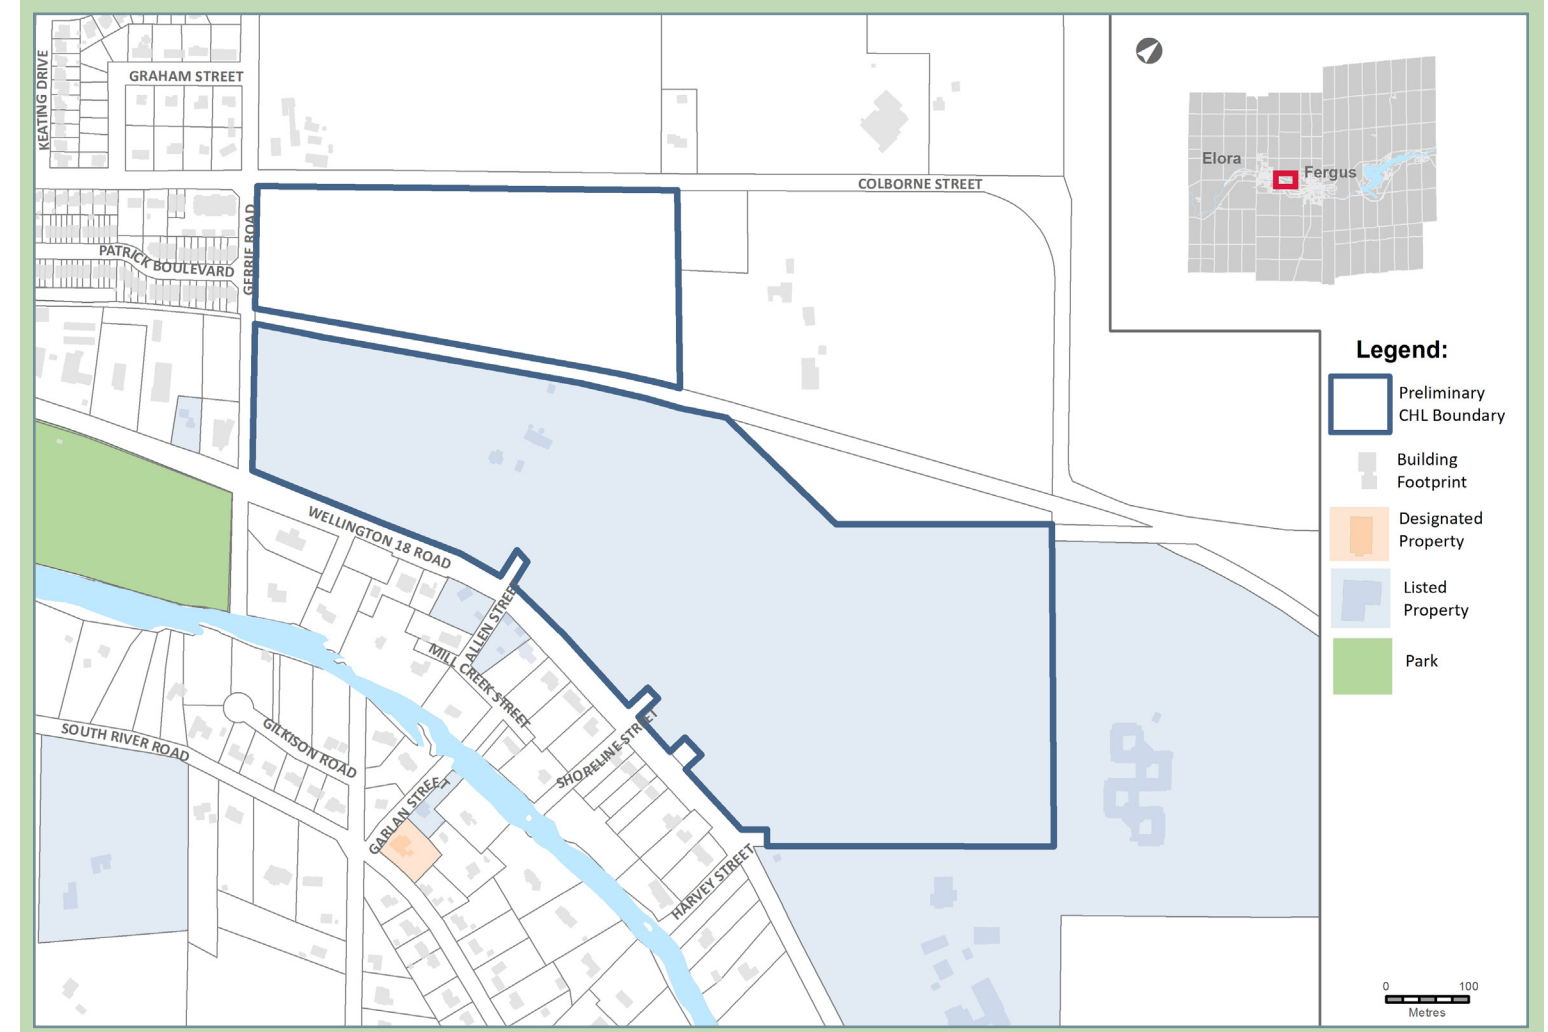 KEATING DRIVE
GRAHAM STREET
COLBORNE STREET
GERRIE ROAD
PATRICK BOULEVARD
WELLINGTON 18 ROAD
ALLEN STREET
MILL CREEK STREET
SHORELINE STREET
SOUTH RIVER ROAD
GILKISON ROAD
GARLAN STREET
HARVEY STREET
Elora
Fergus
Legend:
Preliminary
CHL Boundary
Building
Footprint
Designated
Property
Listed
Property
Park
0 100
Metres